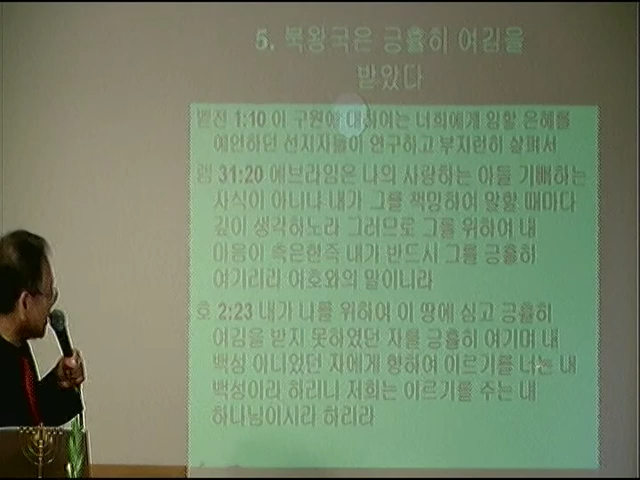 5. 북왕국은 긍휼히 여김을
받았다
벧전 1:10 이 구원에 대하여는 너희에게 임할 은혜를
예언하던 선지자들이 연구하고 부지런히 살펴서
렘 31:20 에브라임은 나의 사랑하는 아들 기뻐하는
자식이 아니냐 내가 그를 책망하여 말할 때마다
깊이 생각하노라 그러므로 그를 위하여 내
마음이 측은한즉 내가 반드시 그를 긍휼히
여기리라 여호와의 말이니라
호 2:23 내가 나를 위하여 이 땅에 심고 긍휼히
여김을 받지 못하였던 자를 긍휼히 여기며 내
백성 아니었던 자에게 향하여 이르기를 너는 내
백성이라 하리니 저희는 이르기를 주는 내
하나님이시라 하리라